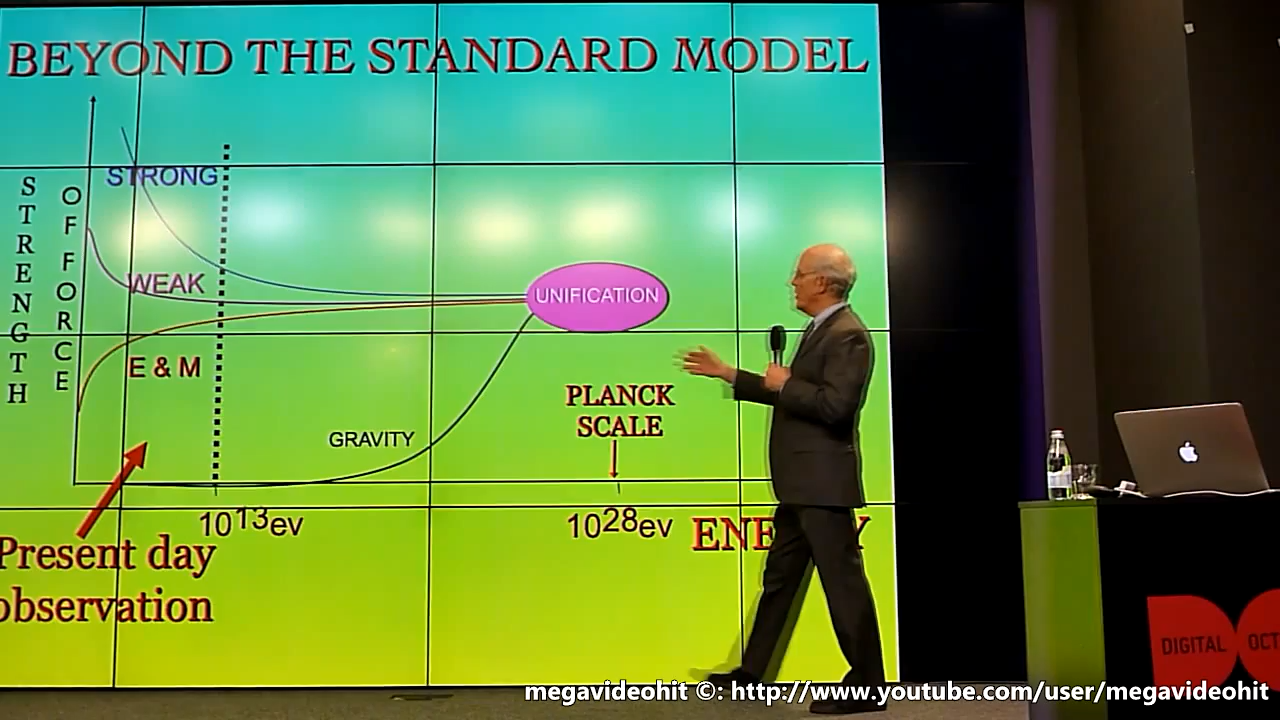 BEYOND THE STANDARD MODEL
STRENGTH
OF FORCE
STRONG
WEAK
E & M
UNIFICATION
GRAVITY
PLANCK
SCALE
10¹³ev
10²⁸ev
Present day
observation
DIGITAL
megavideohit ©: http://www.youtube.com/user/megavideohit